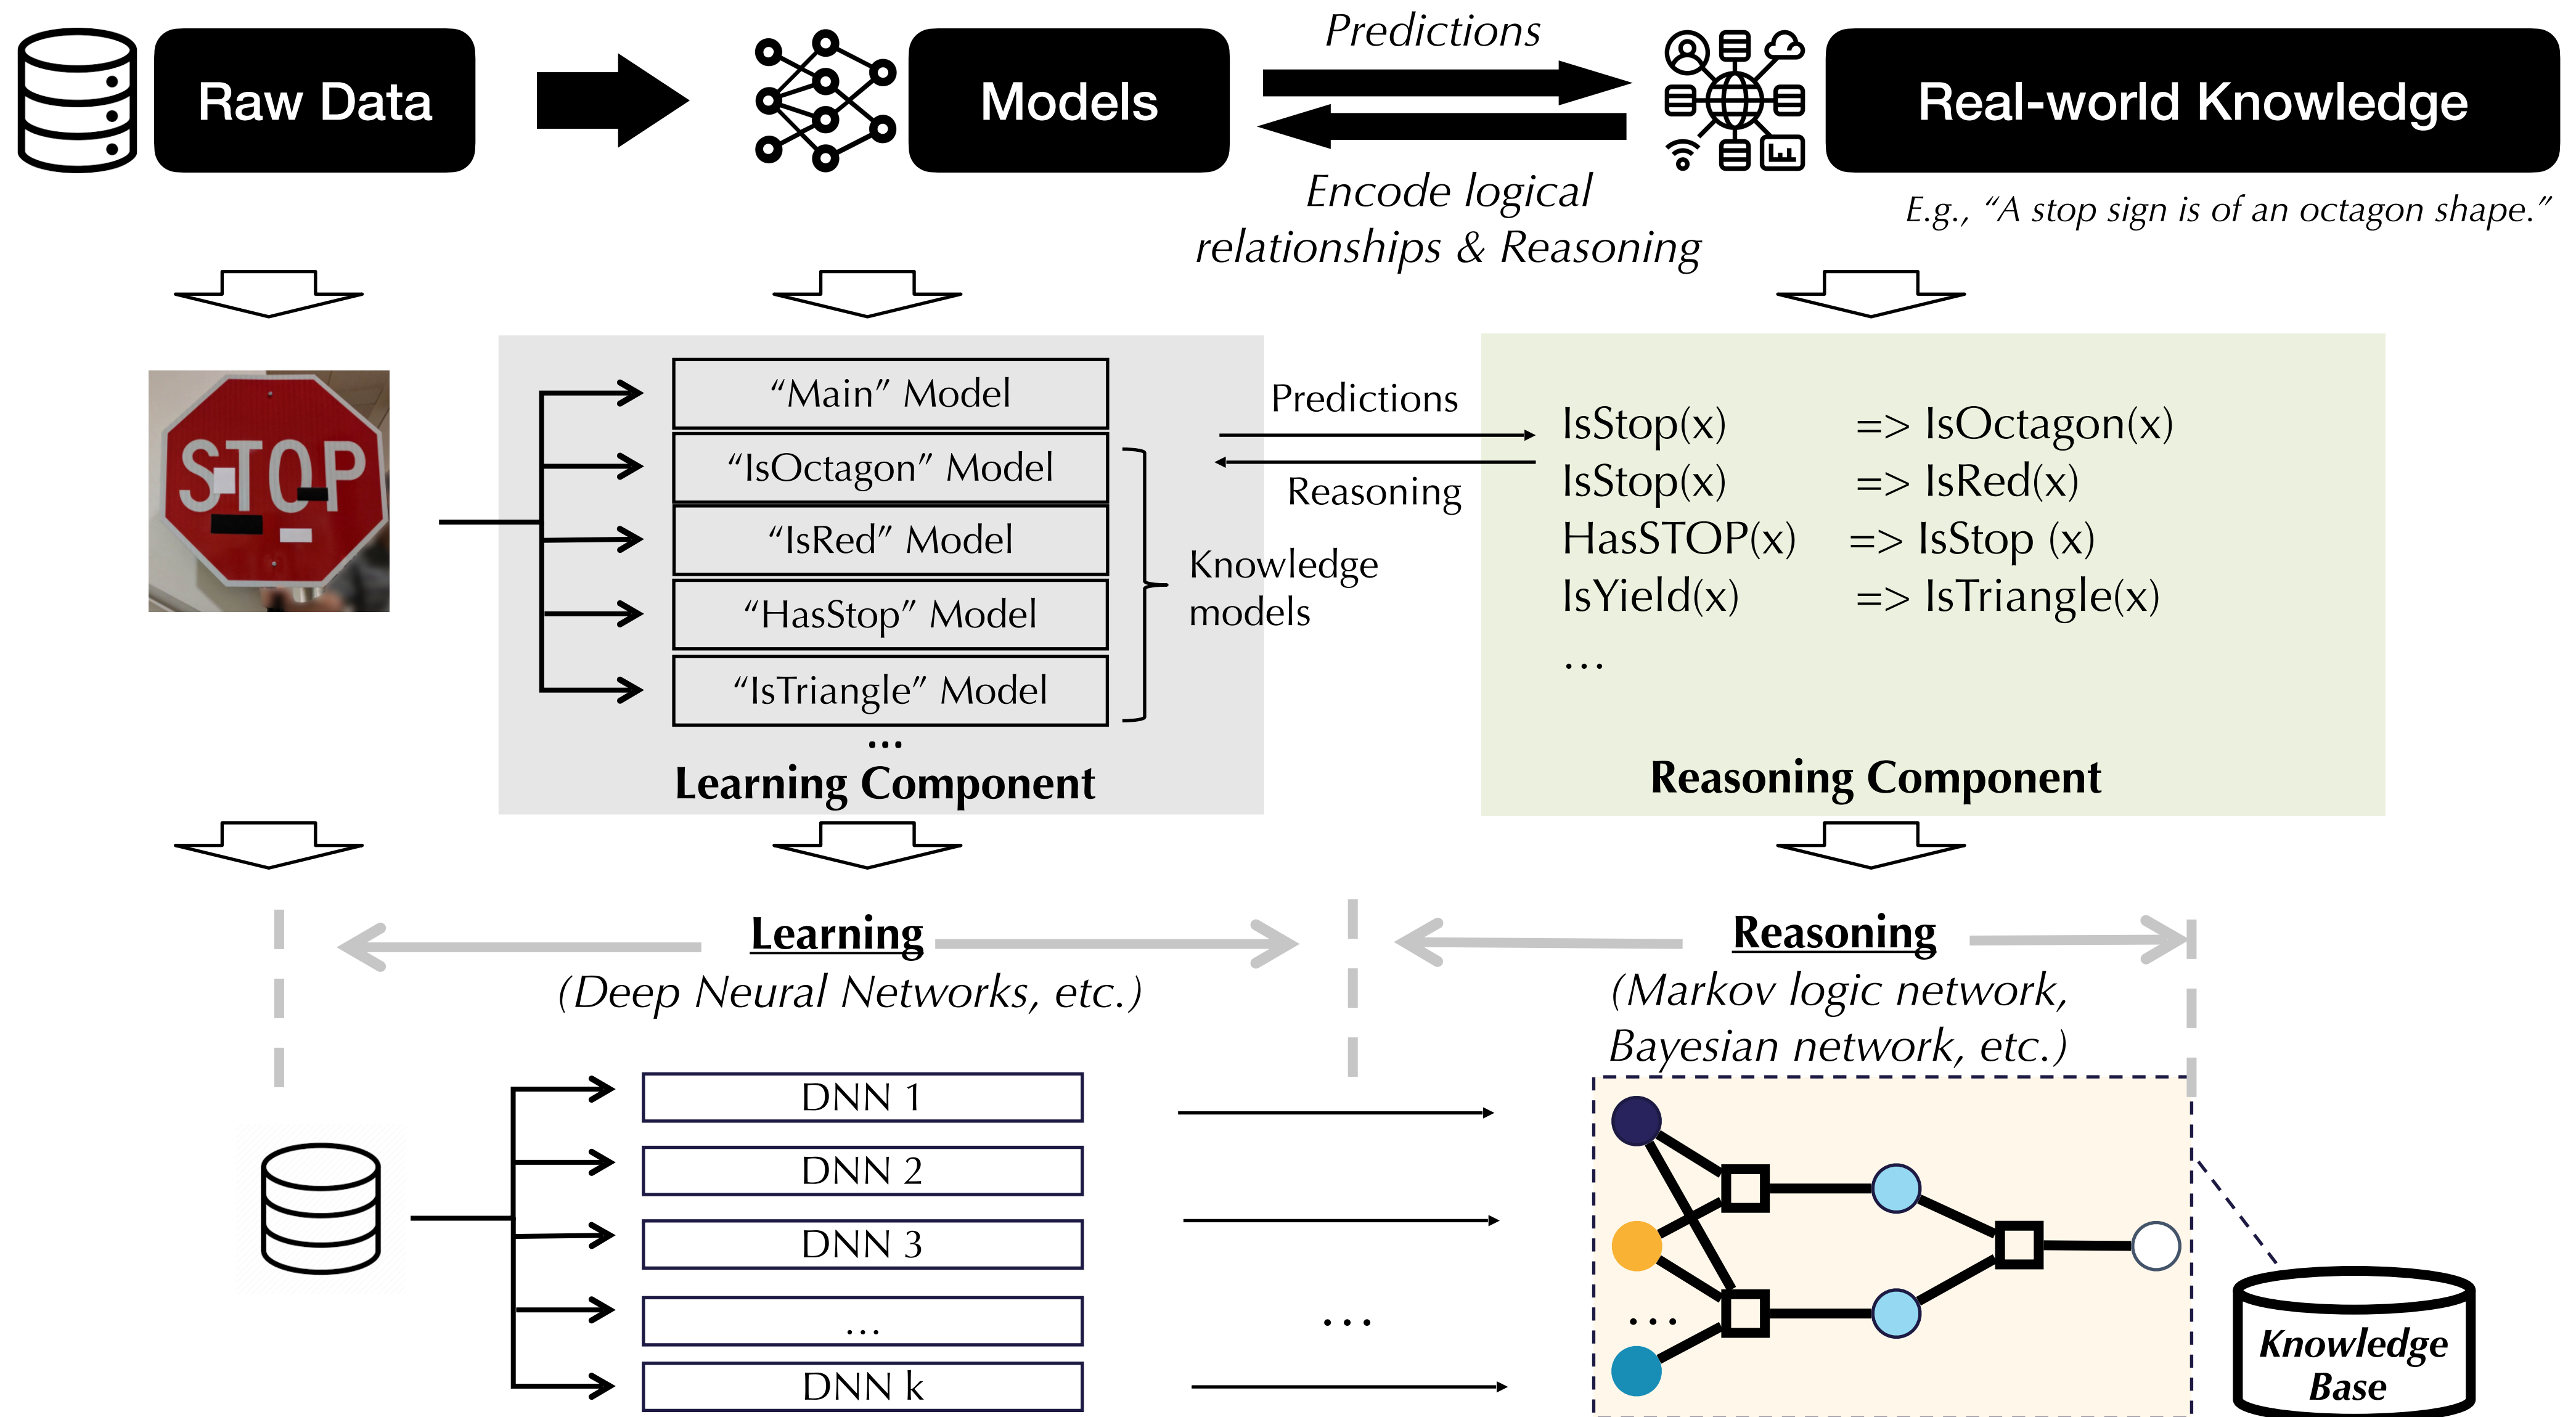 Raw Data
Models
Predictions
Encode logical
relationships & Reasoning
Real-world Knowledge
E.g., “A stop sign is of an octagon shape.”
STOP
“Main” Model
“IsOctagon” Model
“IsRed” Model
“HasStop” Model
“IsTriangle” Model
...
Learning Component
Knowledge
models
Predictions
Reasoning
IsStop(x) => IsOctagon(x)
IsStop(x) => IsRed(x)
HasSTOP(x) => IsStop (x)
IsYield(x) => IsTriangle(x)
...
Reasoning Component
Learning
(Deep Neural Networks, etc.)
Reasoning
(Markov logic network,
Bayesian network, etc.)
DNN 1
DNN 2
DNN 3
...
DNN k
...
...
Knowledge
Base